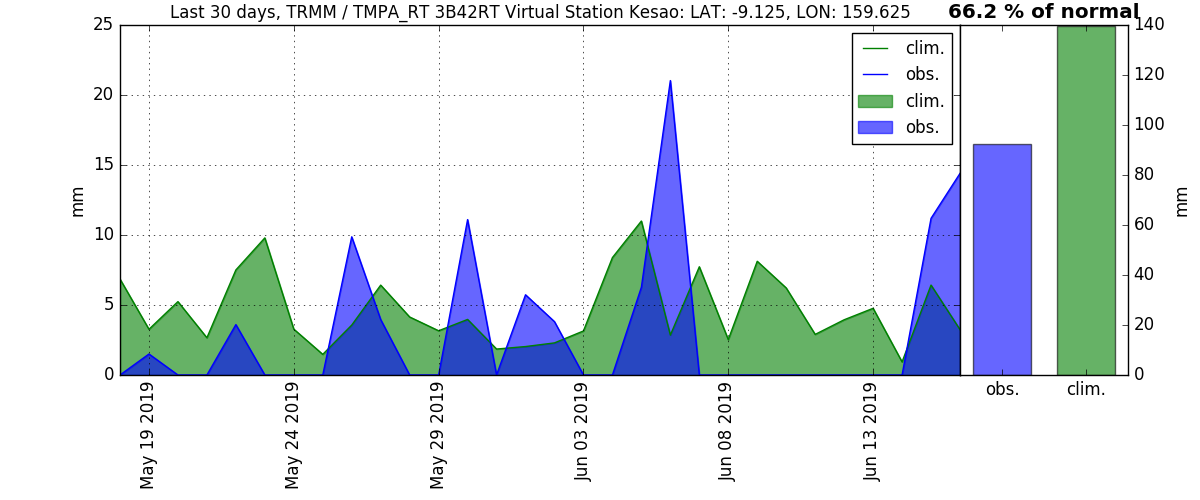 Last 30 days, TRMM / TMPA_RT 3B42RT Virtual Station Kesao: LAT: -9.125, LON: 159.625
66.2 % of normal
25
20
15
10
5
0
mm
clim.
obs.
clim.
obs.
140
120
100
80
60
40
20
0
mm
obs.
clim.
May 19 2019
May 24 2019
May 29 2019
Jun 03 2019
Jun 08 2019
Jun 13 2019